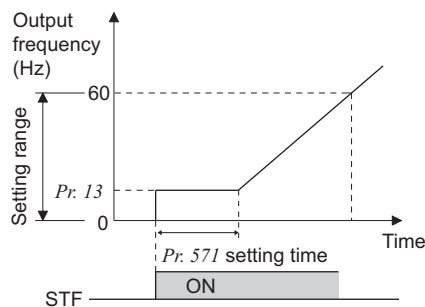 Output
frequency
(Hz)
Setting range
60
Pr. 13
0
Time
Pr. 571 setting time
ON
STF